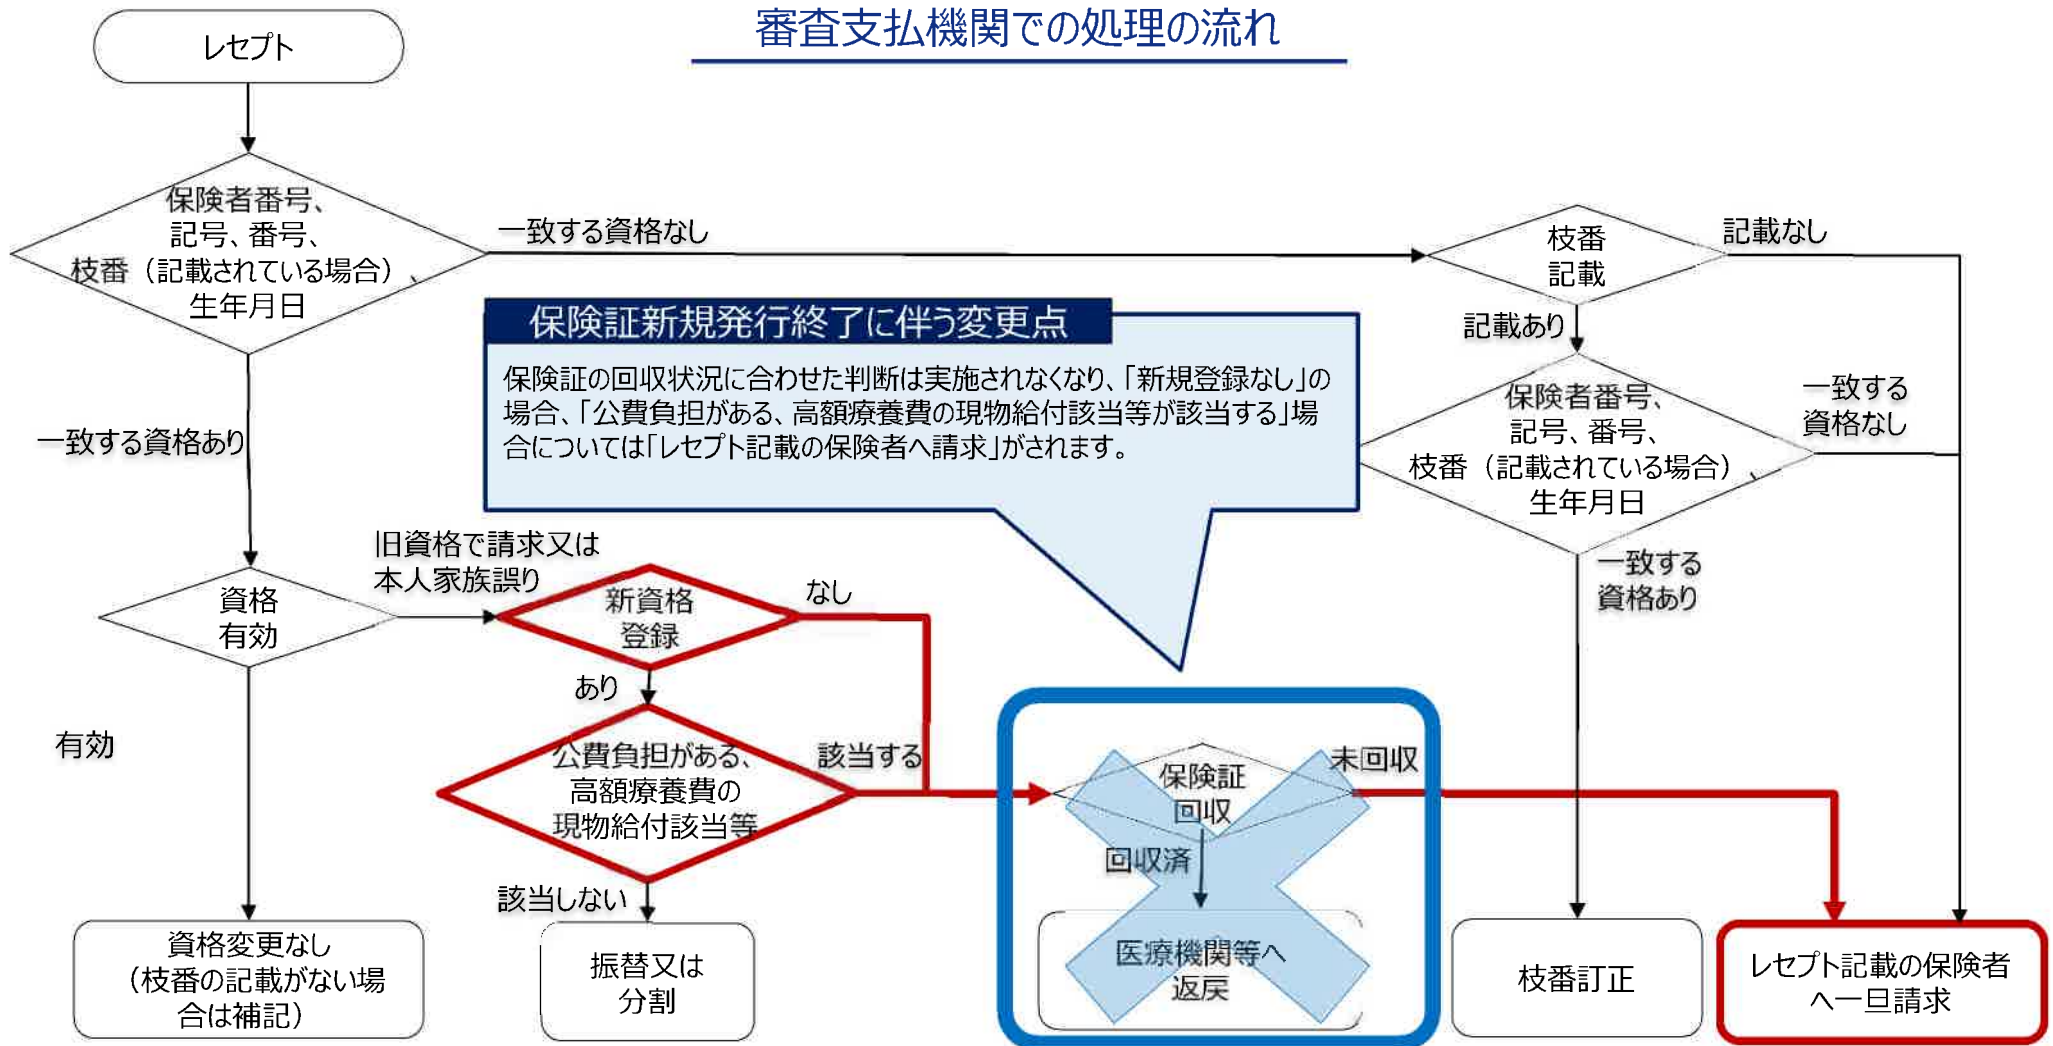 審査支払機関での処理の流れ
レセプト
保険者番号、
記号、番号、
枝番（記載されている場合）、
生年月日
一致する資格なし
枝番
記載
記載なし
記載あり
保険証新規発行終了に伴う変更点
保険証の回収状況に合わせた判断は実施されなくなり、「新規登録なし」の
場合、「公費負担がある、高額療養費の現物給付該当等が該当する」場
合については「レセプト記載の保険者へ請求」がされます。
保険者番号、
記号、番号、
枝番（記載されている場合）、
生年月日
一致する
資格なし
一致する資格あり
一致する
資格あり
資格
有効
旧資格で請求又は
本人家族誤り
新資格
登録
なし
あり
有効
公費負担がある、
高額療養費の
現物給付該当等
該当する
保険証
回収
未回収
回収済
該当しない
資格変更なし
（枝番の記載がない場
合は補記）
振替又は
分割
医療機関等へ
返戻
枝番訂正
レセプト記載の保険者
へ一旦請求